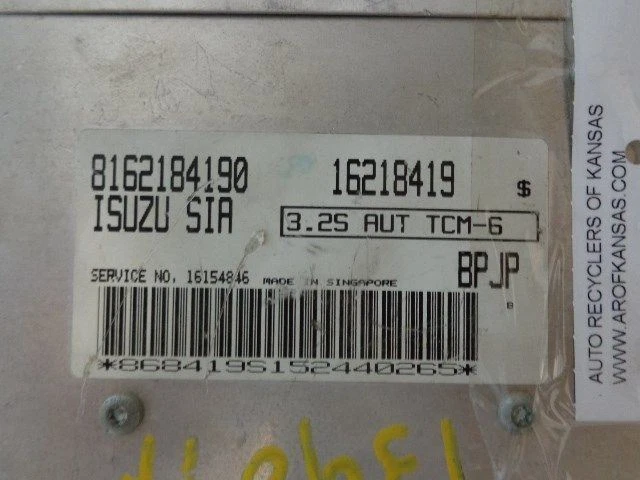 8162184190 16218419 $
ISUZU SIA 3.2S AUT TCM-6
SERVICE NO. 16154846 MADE IN SINGAPORE BPJP
B
*868419S152440265*
AUTO RECYCLERS OF KANSAS
WWW.AROFKANSAS.COM